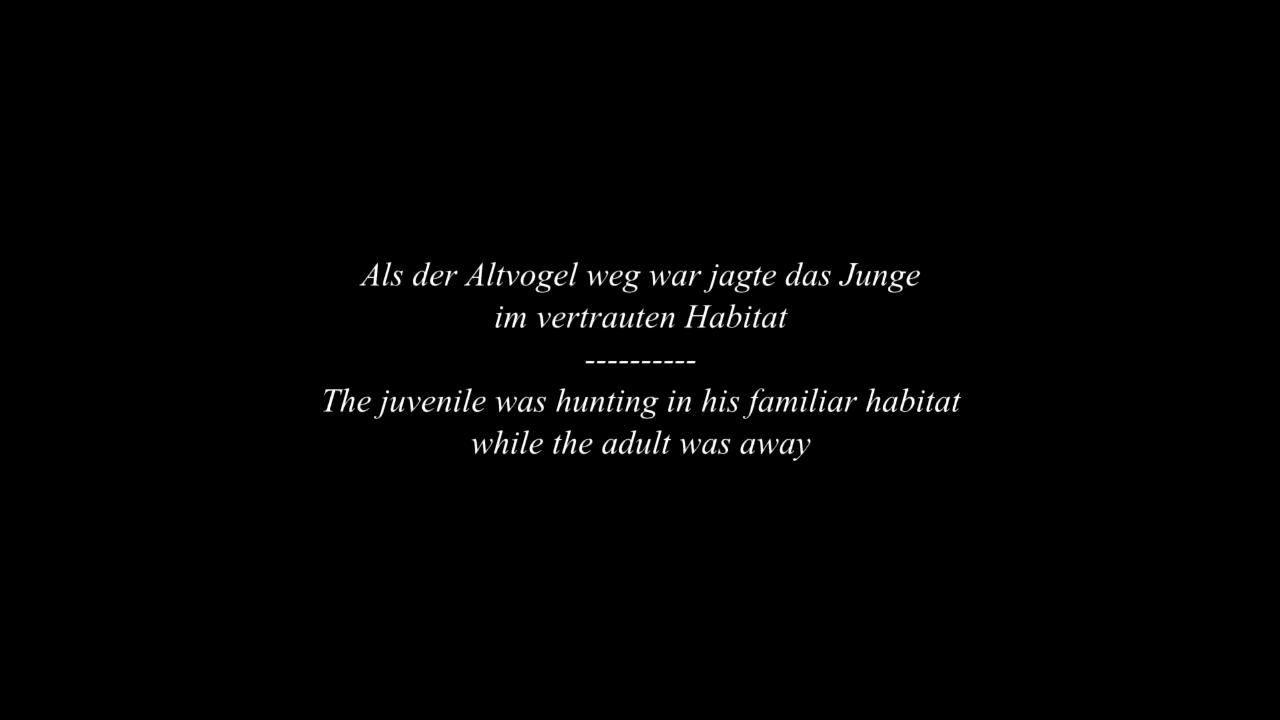 Als der Altvogel weg war jagte das Junge
im vertrauten Habitat
----------
The juvenile was hunting in his familiar habitat
while the adult was away